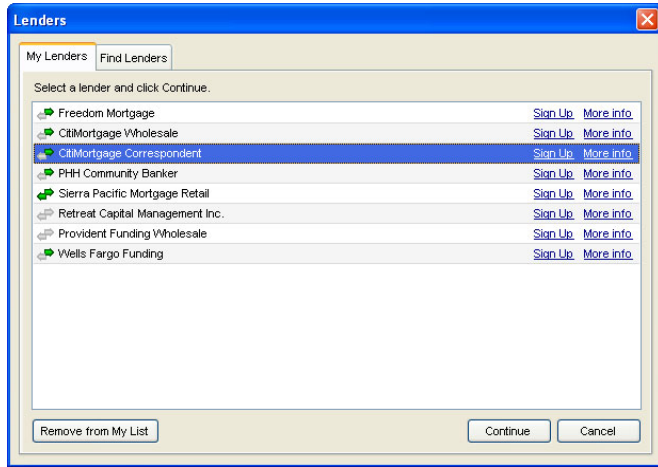 Lenders
My Lenders Find Lenders
Select a lender and click Continue.
Freedom Mortgage Sign Up More info
CitiMortgage Wholesale Sign Up More info
CitiMortgage Correspondent Sign Up More info
PHH Community Banker Sign Up More info
Sierra Pacific Mortgage Retail Sign Up More info
Retreat Capital Management Inc. Sign Up More info
Provident Funding Wholesale Sign Up More info
Wells Fargo Funding Sign Up More info
Remove from My List Continue Cancel